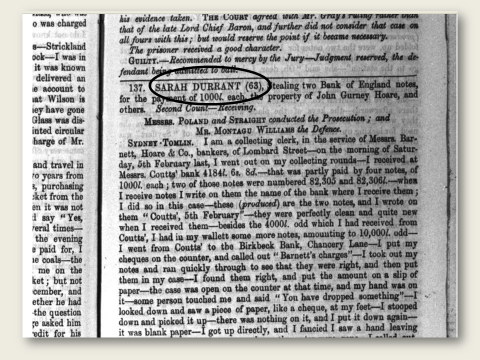 who was
was charged
s—Strickland
ook—I was in
it was known
delivered an
e account to
at Wilson is
ey have gone
Glass was dis-
inted circular
harge of Mr.
and travel in
vo years from
s, purchasing
cket from the
en it was not
d say "Yes,
veral times—
the evening
e paid for, I
e coals—the
me on the
ket; but not
cember, and
ether he had
the question
ge asked him
redit for his
his evidence taken. THE COURT agreed with Mr. Gray's ruling rather than
that of the late Lord Chief Baron, and further did not consider that case on
all fours with this; but would reserve the point if it became necessary.
The prisoner received a good character.
GUILTY.—Recommended to mercy by the Jury—Judgment reserved, the de-
fendant being admitted to bail.
137. SARAH DURRANT (63), Stealing two Bank of England notes,
for the payment of 1000l. each, the property of John Gurney Hoare, and
others. Second Count—Receiving.
MESSRS. POLAND and STRAIGHT conducted the Prosecution; and
MR. MONTAGU WILLIAMS the Defence.
SYDNEY TOMLIN. I am a collecting clerk, in the service of Messrs. Bar-
nett, Hoare & Co., bankers, of Lombard Street—on the morning of Satur-
day, 5th February last, I went out on my collecting rounds—I received at
Messrs. Coutts' bank 4184l. 6s. 8d.—that was partly paid by four notes, of
1000l. each; two of those notes were numbered 82,305 and 82,306l.—when
I receive notes I write on them the name of the bank where I receive them;
I did so in this case—these (produced) are the two notes, and I wrote on
them "Coutts', 5th February"—they were perfectly clean and quite new
when I received them—besides the 4000l. odd which I had received from
Coutts', I had in my wallet some more notes, amounting to 10,000l. odd—
I went from Coutts' to the Birkbeck Bank, Chancery Lane—I put my
cheques on the counter, and called out "Barnett's charges"—I took out my
notes and ran quickly through to see that they were right, and then put
them in my case—I found them right, and put the amount on a slip of
paper—the case was open on the counter at that time, and my hand was on
it—some person touched me and said "You have dropped something"—I
looked down and saw a piece of paper, like a cheque, at my feet—I stooped
down and picked it up—there was nothing on it, and I put it down again—
it was blank paper—I got up directly, and I fancied I saw a hand leaving